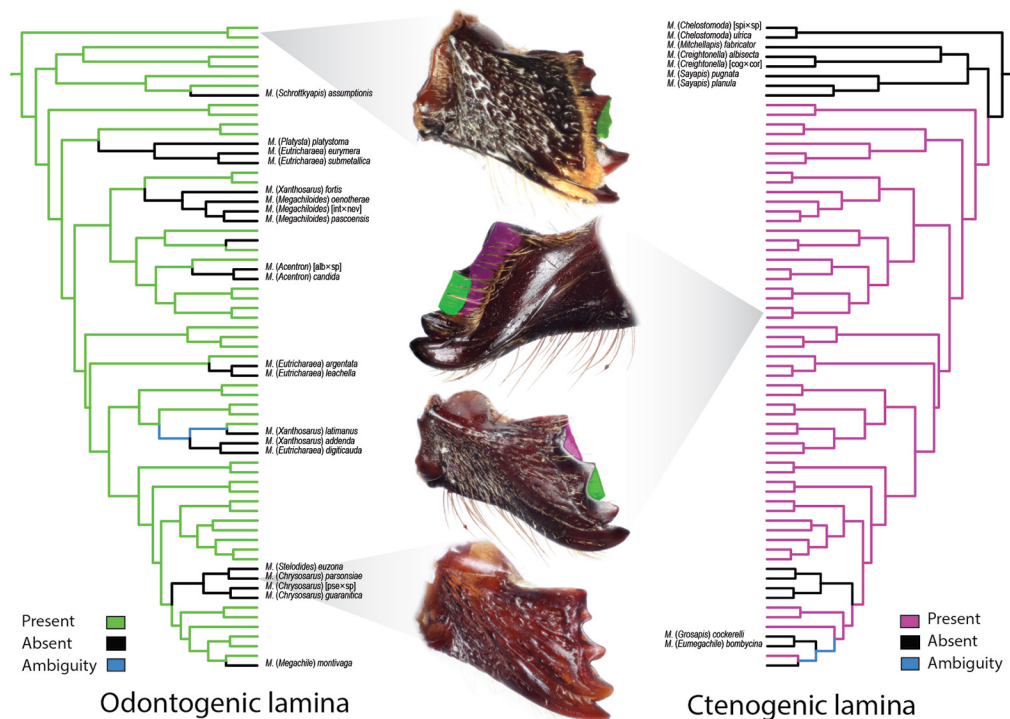 M. (Schrottkyapis) assumptionis
M. (Platysta) platystoma
M. (Eutricharaea) eurymera
M. (Eutricharaea) submetallica
M. (Xanthosarus) fortis
M. (Megachiloides) oenotherae
M. (Megachiloides) [int×nev]
M. (Megachiloides) pascoensis
M. (Acentron) [alb×sp]
M. (Acentron) candida
M. (Eutricharaea) argentata
M. (Eutricharaea) leachella
M. (Xanthosarus) latimanus
M. (Xanthosarus) addenda
M. (Eutricharaea) digiticauda
M. (Stelodides) euzona
M. (Chrysosarus) parsonsiae
M. (Chrysosarus) [pse×sp]
M. (Chrysosarus) guaranitica
M. (Megachile) montivaga
Present
Absent
Ambiguity
Odontogenic lamina
M. (Chelostomoda) [spi×sp]
M. (Chelostomoda) ulrica
M. (Mitchellapis) fabricator
M. (Creightonella) albisecta
M. (Creightonella) [cog×cor]
M. (Sayapis) pugnata
M. (Sayapis) planula
M. (Grosapis) cockerelli
M. (Eumegachile) bombycina
Present
Absent
Ambiguity
Ctenogenic lamina